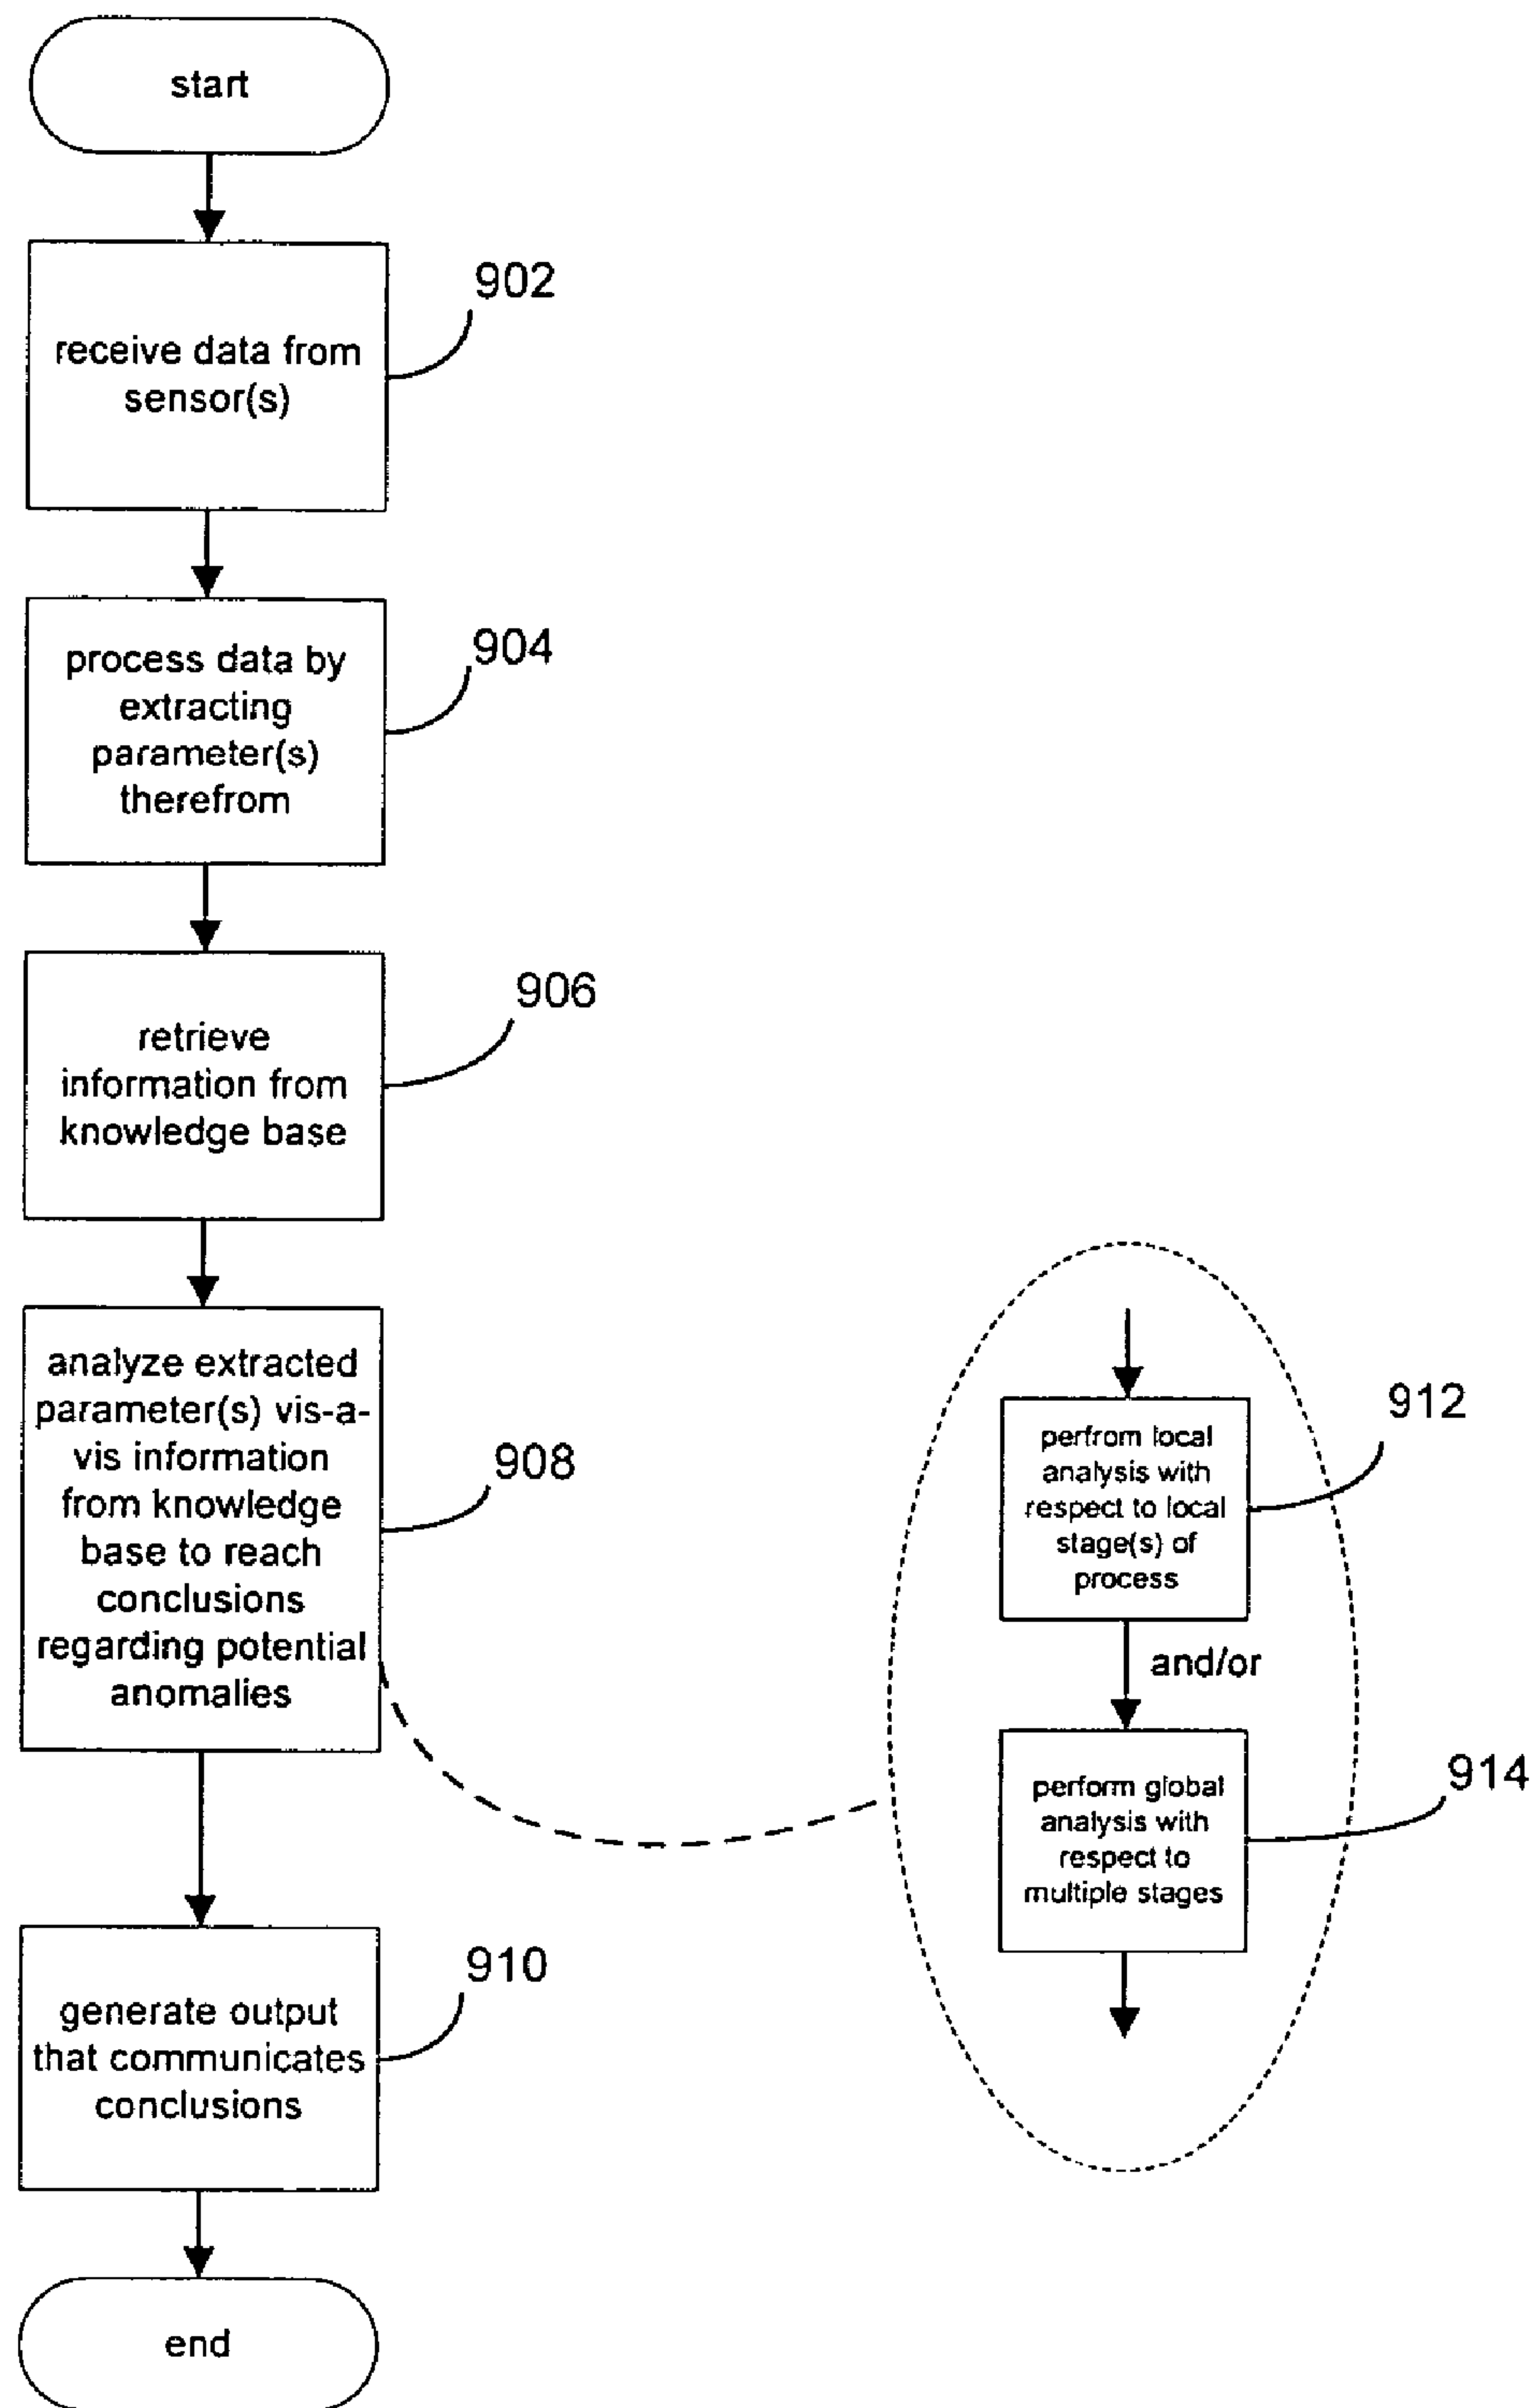 start
902
receive data from
sensor(s)
904
process data by
extracting
parameter(s)
therefrom
906
retrieve
information from
knowledge base
908
analyze extracted
parameter(s) vis-a-
vis information
from knowledge
base to reach
conclusions
regarding potential
anomalies
912
perfrom local
analysis with
respect to local
stage(s) of
process
and/or
914
perform global
analysis with
respect to
multiple stages
910
generate output
that communicates
conclusions
end